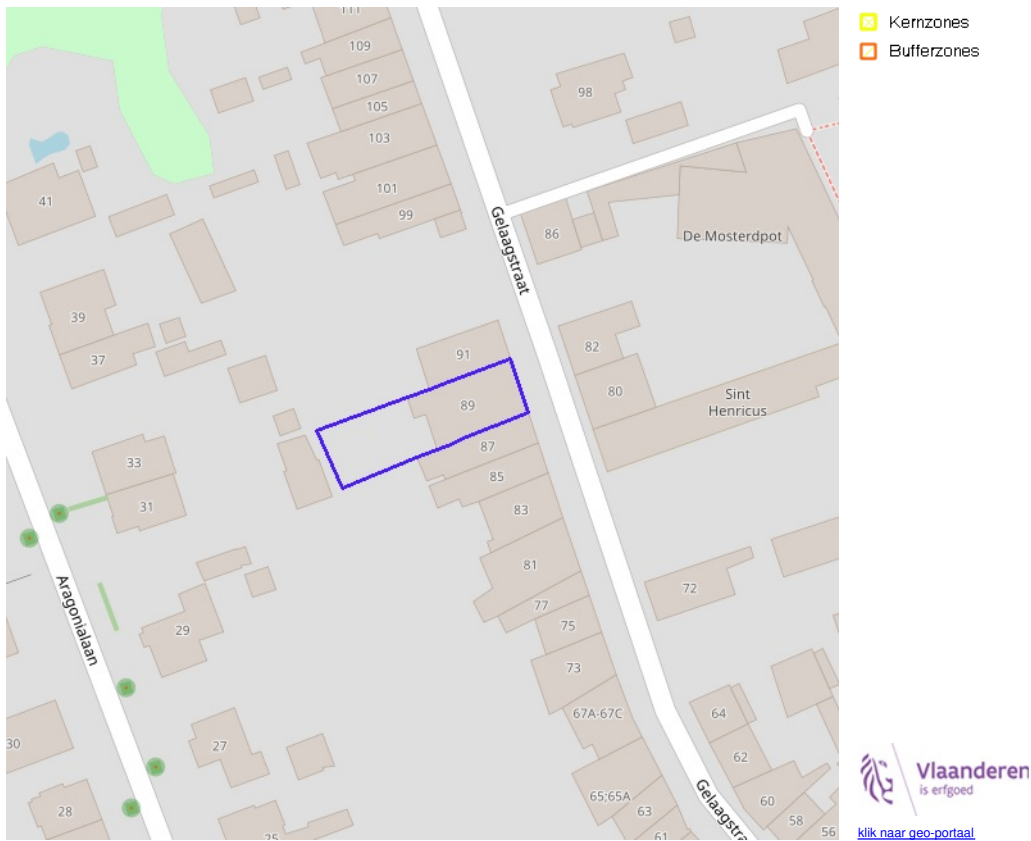 111
109
107
105
103
101
99
98
41
86
De Mosterdpot
Gelaagstraat
39
37
91
82
80
89
Sint
Henricus
87
85
33
31
83
81
72
77
75
29
Aragonialaan
73
67A-67C
64
30
27
62
65;65A
60
28
63
58
56
25
61
Gelaagstra
Kernzones
Bufferzones
Vlaanderen
is erfgoed
klik naar geo-portaal